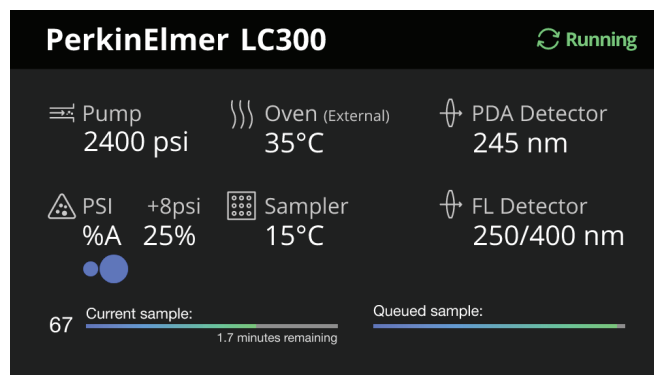 PerkinElmer LC300
Running
Pump
2400 psi
Oven (External)
35°C
PDA Detector
245 nm
PSI +8psi
%A 25%
Sampler
15°C
FL Detector
250/400 nm
67
Current sample:
1.7 minutes remaining
Queued sample: